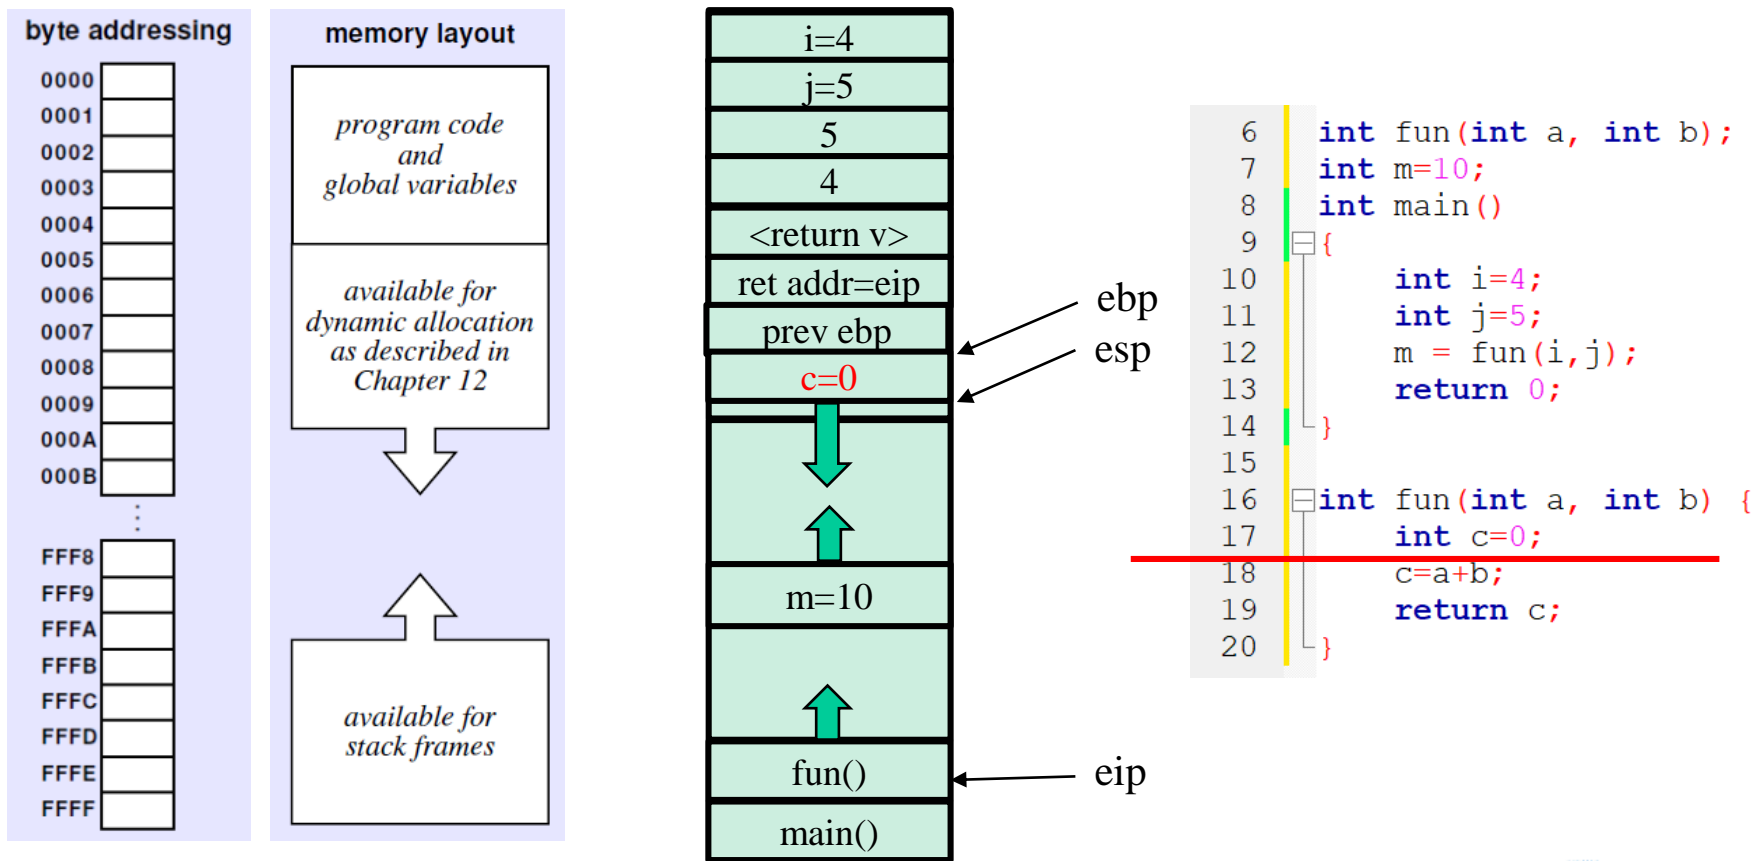 byte addressing
0000
0001
0002
0003
0004
0005
0006
0007
0008
0009
000A
000B
⋮
FFF8
FFF9
FFFA
FFFB
FFFC
FFFD
FFFE
FFFF
memory layout
program code
and
global variables
available for
dynamic allocation
as described in
Chapter 12
available for
stack frames
i=4
j=5
5
4
<return v>
ret addr=eip
prev ebp
c=0
m=10
fun()
main()
ebp
esp
eip
6 int fun(int a, int b);
7 int m=10;
8 int main()
9 {
10 int i=4;
11 int j=5;
12 m = fun(i,j);
13 return 0;
14 }
15
16 int fun(int a, int b) {
17 int c=0;
18 c=a+b;
19 return c;
20 }